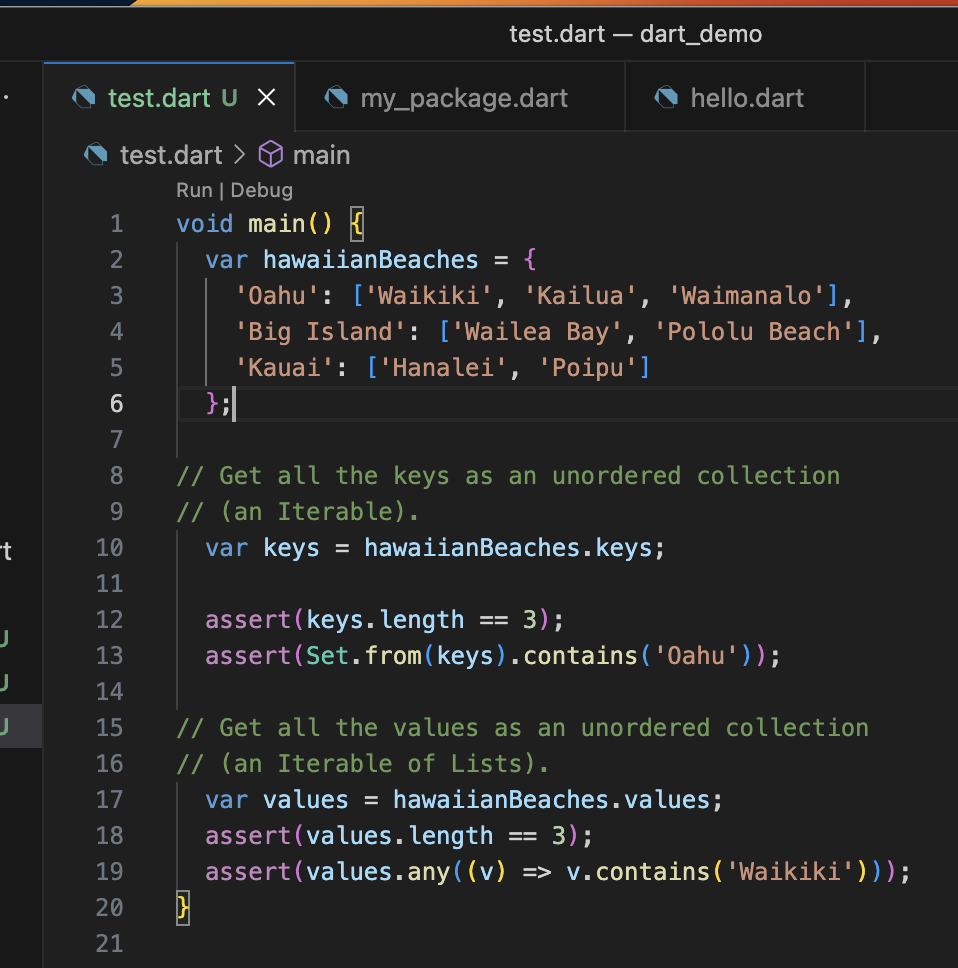 test.dart — dart_demo
test.dart U
my_package.dart
hello.dart
test.dart > main
Run | Debug
1 void main() {
2   var hawaiianBeaches = {
3     'Oahu': ['Waikiki', 'Kailua', 'Waimanalo'],
4     'Big Island': ['Wailea Bay', 'Pololu Beach'],
5     'Kauai': ['Hanalei', 'Poipu']
6   };
7
8 // Get all the keys as an unordered collection
9 // (an Iterable).
10   var keys = hawaiianBeaches.keys;
11
12   assert(keys.length == 3);
13   assert(Set.from(keys).contains('Oahu'));
14
15 // Get all the values as an unordered collection
16 // (an Iterable of Lists).
17   var values = hawaiianBeaches.values;
18   assert(values.length == 3);
19   assert(values.any((v) => v.contains('Waikiki')));
20 }
21